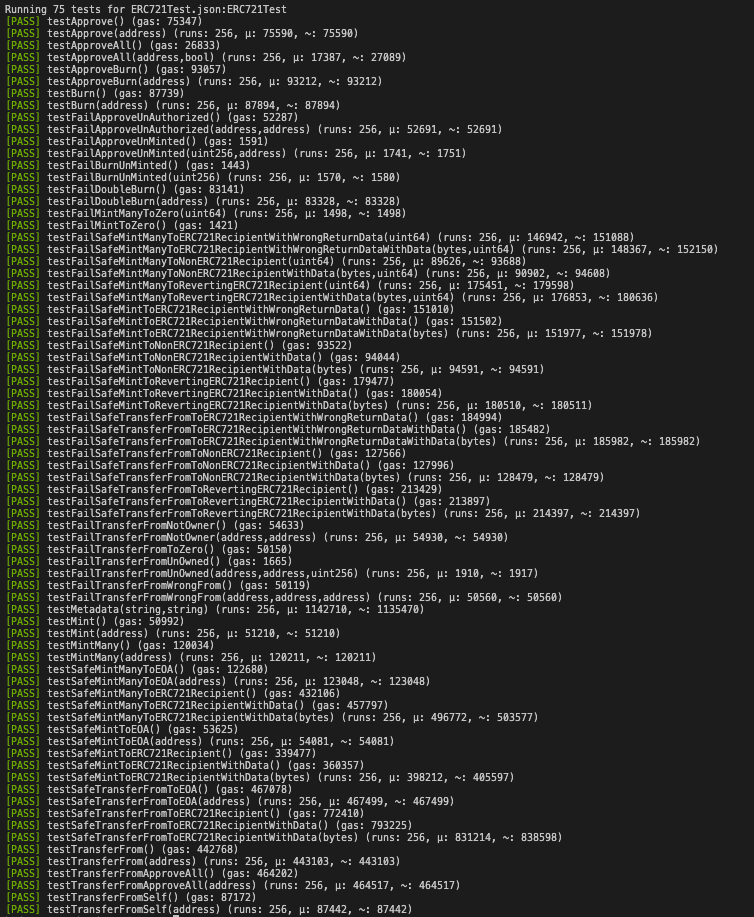 Running 75 tests for ERC721Test.json:ERC721Test
[PASS] testApprove() (gas: 75347)
[PASS] testApprove(address) (runs: 256, μ: 75590, ~: 75590)
[PASS] testApproveAll() (gas: 26833)
[PASS] testApproveAll(address,bool) (runs: 256, μ: 17387, ~: 27089)
[PASS] testApproveBurn() (gas: 93057)
[PASS] testApproveBurn(address) (runs: 256, μ: 93212, ~: 93212)
[PASS] testBurn() (gas: 87739)
[PASS] testBurn(address) (runs: 256, μ: 87894, ~: 87894)
[PASS] testFailApproveUnAuthorized() (gas: 52287)
[PASS] testFailApproveUnAuthorized(address,address) (runs: 256, μ: 52691, ~: 52691)
[PASS] testFailApproveUnMinted() (gas: 1591)
[PASS] testFailApproveUnMinted(uint256,address) (runs: 256, μ: 1741, ~: 1751)
[PASS] testFailBurnUnMinted() (gas: 1443)
[PASS] testFailBurnUnMinted(uint256) (runs: 256, μ: 1570, ~: 1580)
[PASS] testFailDoubleBurn() (gas: 83141)
[PASS] testFailDoubleBurn(address) (runs: 256, μ: 83328, ~: 83328)
[PASS] testFailMintManyToZero(uint64) (runs: 256, μ: 1498, ~: 1498)
[PASS] testFailMintToZero() (gas: 1421)
[PASS] testFailSafeMintManyToERC721RecipientWithWrongReturnData(uint64) (runs: 256, μ: 146942, ~: 151088)
[PASS] testFailSafeMintManyToERC721RecipientWithWrongReturnDataWithData(bytes,uint64) (runs: 256, μ: 148367, ~: 152150)
[PASS] testFailSafeMintManyToNonERC721Recipient(uint64) (runs: 256, μ: 89626, ~: 93688)
[PASS] testFailSafeMintManyToNonERC721RecipientWithData(bytes,uint64) (runs: 256, μ: 90902, ~: 94608)
[PASS] testFailSafeMintManyToRevertingERC721Recipient(uint64) (runs: 256, μ: 175451, ~: 179598)
[PASS] testFailSafeMintManyToRevertingERC721RecipientWithData(bytes,uint64) (runs: 256, μ: 176853, ~: 180636)
[PASS] testFailSafeMintToERC721RecipientWithWrongReturnData() (gas: 151010)
[PASS] testFailSafeMintToERC721RecipientWithWrongReturnDataWithData() (gas: 151502)
[PASS] testFailSafeMintToERC721RecipientWithWrongReturnDataWithData(bytes) (runs: 256, μ: 151977, ~: 151978)
[PASS] testFailSafeMintToNonERC721Recipient() (gas: 93522)
[PASS] testFailSafeMintToNonERC721RecipientWithData() (gas: 94044)
[PASS] testFailSafeMintToNonERC721RecipientWithData(bytes) (runs: 256, μ: 94591, ~: 94591)
[PASS] testFailSafeMintToRevertingERC721Recipient() (gas: 179477)
[PASS] testFailSafeMintToRevertingERC721RecipientWithData() (gas: 180054)
[PASS] testFailSafeMintToRevertingERC721RecipientWithData(bytes) (runs: 256, μ: 180510, ~: 180511)
[PASS] testFailSafeTransferFromToERC721RecipientWithWrongReturnData() (gas: 184994)
[PASS] testFailSafeTransferFromToERC721RecipientWithWrongReturnDataWithData() (gas: 185482)
[PASS] testFailSafeTransferFromToERC721RecipientWithWrongReturnDataWithData(bytes) (runs: 256, μ: 185982, ~: 185982)
[PASS] testFailSafeTransferFromToNonERC721Recipient() (gas: 127566)
[PASS] testFailSafeTransferFromToNonERC721RecipientWithData() (gas: 127996)
[PASS] testFailSafeTransferFromToNonERC721RecipientWithData(bytes) (runs: 256, μ: 128479, ~: 128479)
[PASS] testFailSafeTransferFromToRevertingERC721Recipient() (gas: 213429)
[PASS] testFailSafeTransferFromToRevertingERC721RecipientWithData() (gas: 213897)
[PASS] testFailSafeTransferFromToRevertingERC721RecipientWithData(bytes) (runs: 256, μ: 214397, ~: 214397)
[PASS] testFailTransferFromNotOwner() (gas: 54633)
[PASS] testFailTransferFromNotOwner(address,address) (runs: 256, μ: 54930, ~: 54930)
[PASS] testFailTransferFromToZero() (gas: 50150)
[PASS] testFailTransferFromUnOwned() (gas: 1665)
[PASS] testFailTransferFromUnOwned(address,address,uint256) (runs: 256, μ: 1910, ~: 1917)
[PASS] testFailTransferFromWrongFrom() (gas: 50119)
[PASS] testFailTransferFromWrongFrom(address,address,address) (runs: 256, μ: 50560, ~: 50560)
[PASS] testMetadata(string,string) (runs: 256, μ: 1142710, ~: 1135470)
[PASS] testMint() (gas: 50992)
[PASS] testMint(address) (runs: 256, μ: 51210, ~: 51210)
[PASS] testMintMany() (gas: 120034)
[PASS] testMintMany(address) (runs: 256, μ: 120211, ~: 120211)
[PASS] testSafeMintManyToEOA() (gas: 122680)
[PASS] testSafeMintManyToEOA(address) (runs: 256, μ: 123048, ~: 123048)
[PASS] testSafeMintManyToERC721Recipient() (gas: 432106)
[PASS] testSafeMintManyToERC721RecipientWithData() (gas: 457797)
[PASS] testSafeMintManyToERC721RecipientWithData(bytes) (runs: 256, μ: 496772, ~: 503577)
[PASS] testSafeMintToEOA() (gas: 53625)
[PASS] testSafeMintToEOA(address) (runs: 256, μ: 54081, ~: 54081)
[PASS] testSafeMintToERC721Recipient() (gas: 339477)
[PASS] testSafeMintToERC721RecipientWithData() (gas: 360357)
[PASS] testSafeMintToERC721RecipientWithData(bytes) (runs: 256, μ: 398212, ~: 405597)
[PASS] testSafeTransferFromToEOA() (gas: 467078)
[PASS] testSafeTransferFromToEOA(address) (runs: 256, μ: 467499, ~: 467499)
[PASS] testSafeTransferFromToERC721Recipient() (gas: 772410)
[PASS] testSafeTransferFromToERC721RecipientWithData() (gas: 793225)
[PASS] testSafeTransferFromToERC721RecipientWithData(bytes) (runs: 256, μ: 831214, ~: 838598)
[PASS] testTransferFrom() (gas: 442768)
[PASS] testTransferFrom(address) (runs: 256, μ: 443103, ~: 443103)
[PASS] testTransferFromApproveAll() (gas: 464202)
[PASS] testTransferFromApproveAll(address) (runs: 256, μ: 464517, ~: 464517)
[PASS] testTransferFromSelf() (gas: 87172)
[PASS] testTransferFromSelf(address) (runs: 256, μ: 87442, ~: 87442)